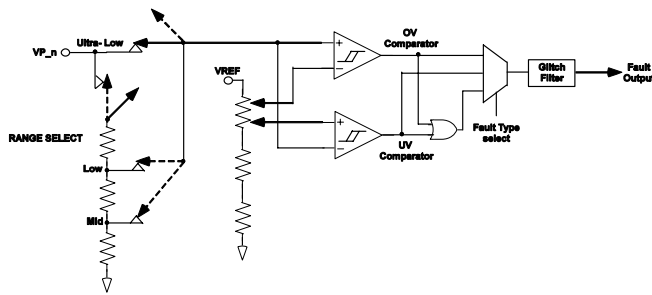 OV
Comparator
Ultra- Low
VP_n
VREF
Glitch
Filter
Fault
Output
RANGE SELECT
Fault Type
select
UV
Comparator
Low
Mid
+
−
+
−